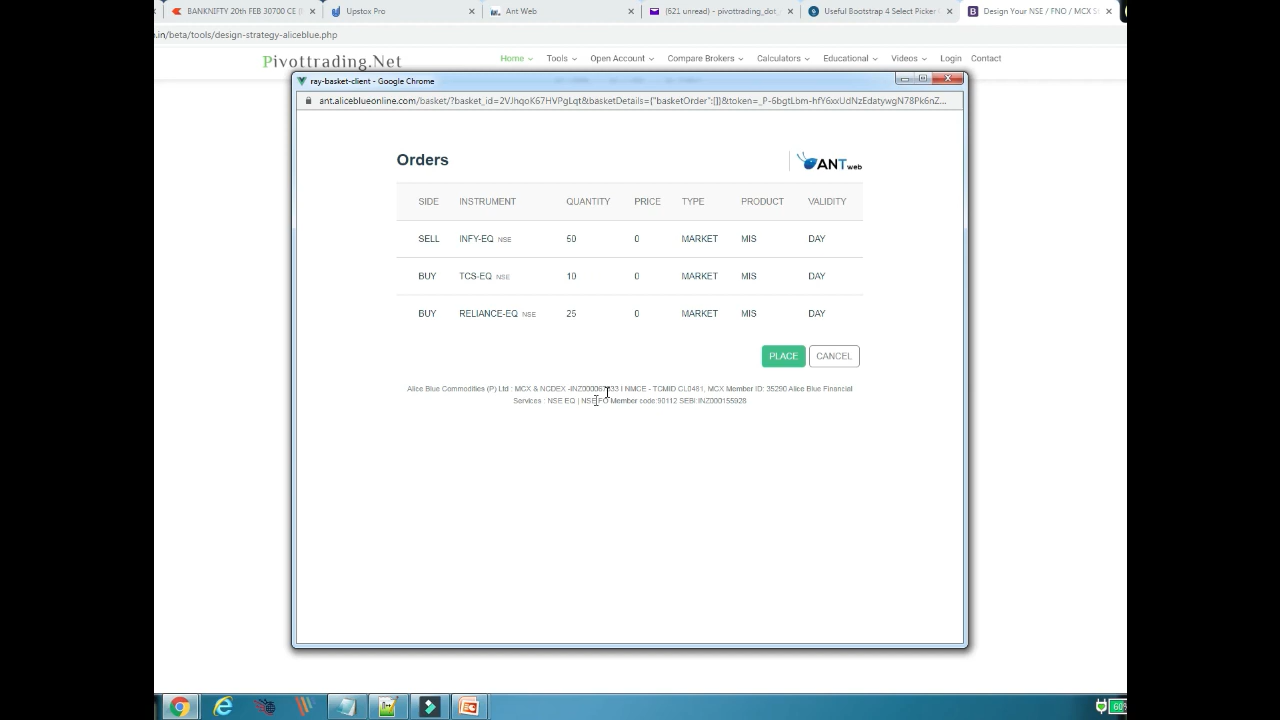 BANKNIFTY 20th FEB 30700 CE
Upstox Pro
Ant Web
(621 unread) - pivottrading_dot_
Useful Bootstrap 4 Select Picker
Design Your NSE / FNO / MCX S
.in/beta/tools/design-strategy-aliceblue.php
Pivottrading.Net
Home Tools Open Account Compare Brokers Calculators Educational Videos Login Contact
ray-basket-client - Google Chrome
ant.aliceblueonline.com/basket/?basket_id=2VJhqoK67HVPgLqt&basketDetails={"basketOrder":[]}&token=_P-6bgtLbm-hfY6xxUdNzEdatywgN78Pk6nZ...
Orders
ANT web
SIDE INSTRUMENT QUANTITY PRICE TYPE PRODUCT VALIDITY
SELL INFY-EQ NSE 50 0 MARKET MIS DAY
BUY TCS-EQ NSE 10 0 MARKET MIS DAY
BUY RELIANCE-EQ NSE 25 0 MARKET MIS DAY
PLACE CANCEL
Alice Blue Commodities (P) Ltd : MCX & NCDEX - I NMCE - TCMID CL0481, MCX Member ID: 35290 Alice Blue Financial
Services : NSE EQ | NSE FO Member code:90112 SEBI:INZ000155928
60%